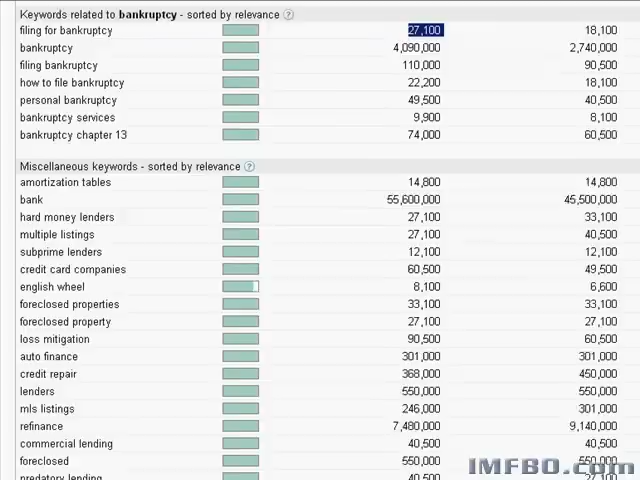 Keywords related to bankruptcy - sorted by relevance ?
filing for bankruptcy 27,100 18,100
bankruptcy 4,090,000 2,740,000
filing bankruptcy 110,000 90,500
how to file bankruptcy 22,200 18,100
personal bankruptcy 49,500 40,500
bankruptcy services 9,900 8,100
bankruptcy chapter 13 74,000 60,500
Miscellaneous keywords - sorted by relevance ?
amortization tables 14,800 14,800
bank 55,600,000 45,500,000
hard money lenders 27,100 33,100
multiple listings 27,100 40,500
subprime lenders 12,100 12,100
credit card companies 60,500 49,500
english wheel 8,100 6,600
foreclosed properties 33,100 33,100
foreclosed property 27,100 27,100
loss mitigation 90,500 60,500
auto finance 301,000 301,000
credit repair 368,000 450,000
lenders 550,000 550,000
mls listings 246,000 301,000
refinance 7,480,000 9,140,000
commercial lending 40,500 40,500
foreclosed 550,000 550,000
predatory lending 40,500 27,100
IMFBO.com